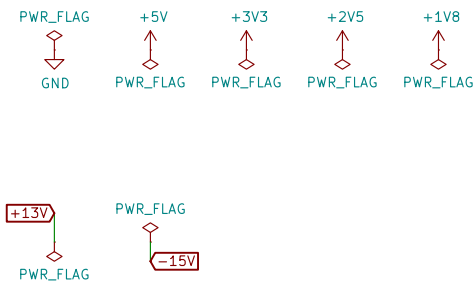 PWR_FLAG +5V +3V3 +2V5 +1V8
GND PWR_FLAG PWR_FLAG PWR_FLAG PWR_FLAG
PWR_FLAG
+13V
-15V
PWR_FLAG